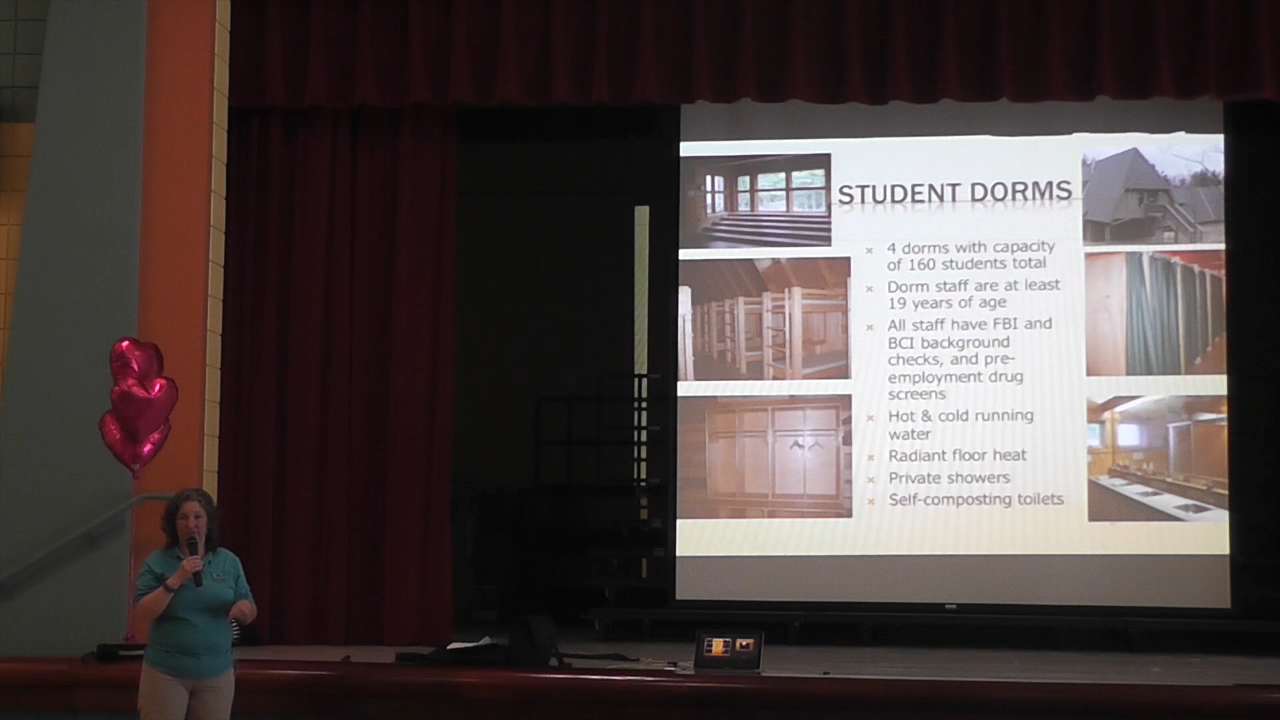 STUDENT DORMS
4 dorms with capacity
of 160 students total
Dorm staff are at least
19 years of age
All staff have FBI and
BCI background
checks, and pre-
employment drug
screens
Hot & cold running
water
Radiant floor heat
Private showers
Self-composting toilets